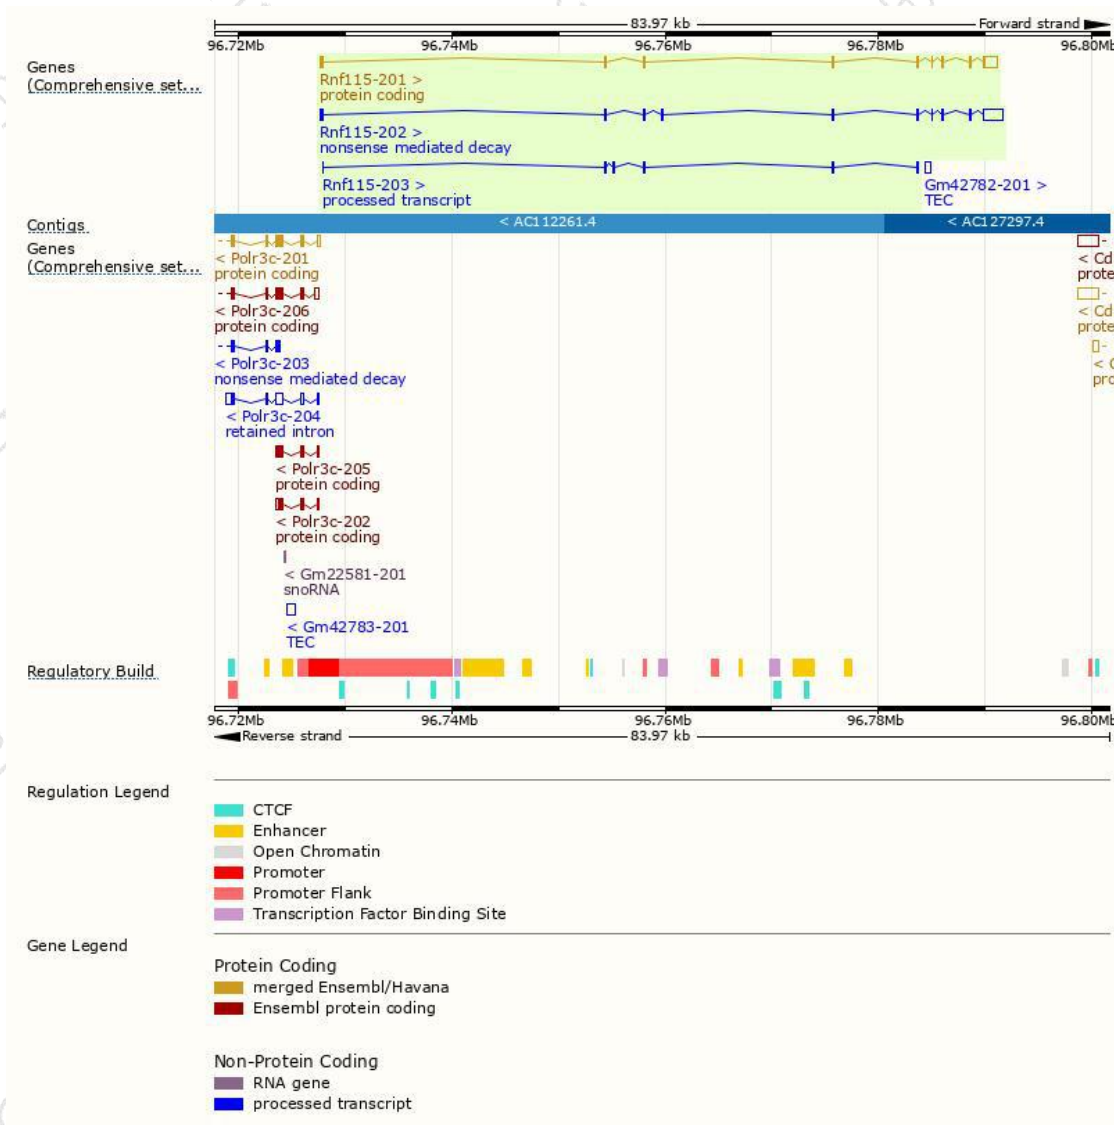 83.97 kb Forward strand
96.72Mb 96.74Mb 96.76Mb 96.78Mb 96.80Mb
Genes
(Comprehensive set...
Rnf115-201 >
protein coding
Rnf115-202 >
nonsense mediated decay
Rnf115-203 >
processed transcript
Gm42782-201 >
TEC
Contigs
< AC112261.4
< AC127297.4
Genes
(Comprehensive set...
< Polr3c-201
protein coding
< Cd
prote
< Polr3c-206
protein coding
< Cd
prote
< Polr3c-203
nonsense mediated decay
< C
pro
< Polr3c-204
retained intron
< Polr3c-205
protein coding
< Polr3c-202
protein coding
< Gm22581-201
snoRNA
< Gm42783-201
TEC
Regulatory Build
96.72Mb 96.74Mb 96.76Mb 96.78Mb 96.80Mb
Reverse strand 83.97 kb
Regulation Legend
CTCF
Enhancer
Open Chromatin
Promoter
Promoter Flank
Transcription Factor Binding Site
Gene Legend
Protein Coding
merged Ensembl/Havana
Ensembl protein coding
Non-Protein Coding
RNA gene
processed transcript